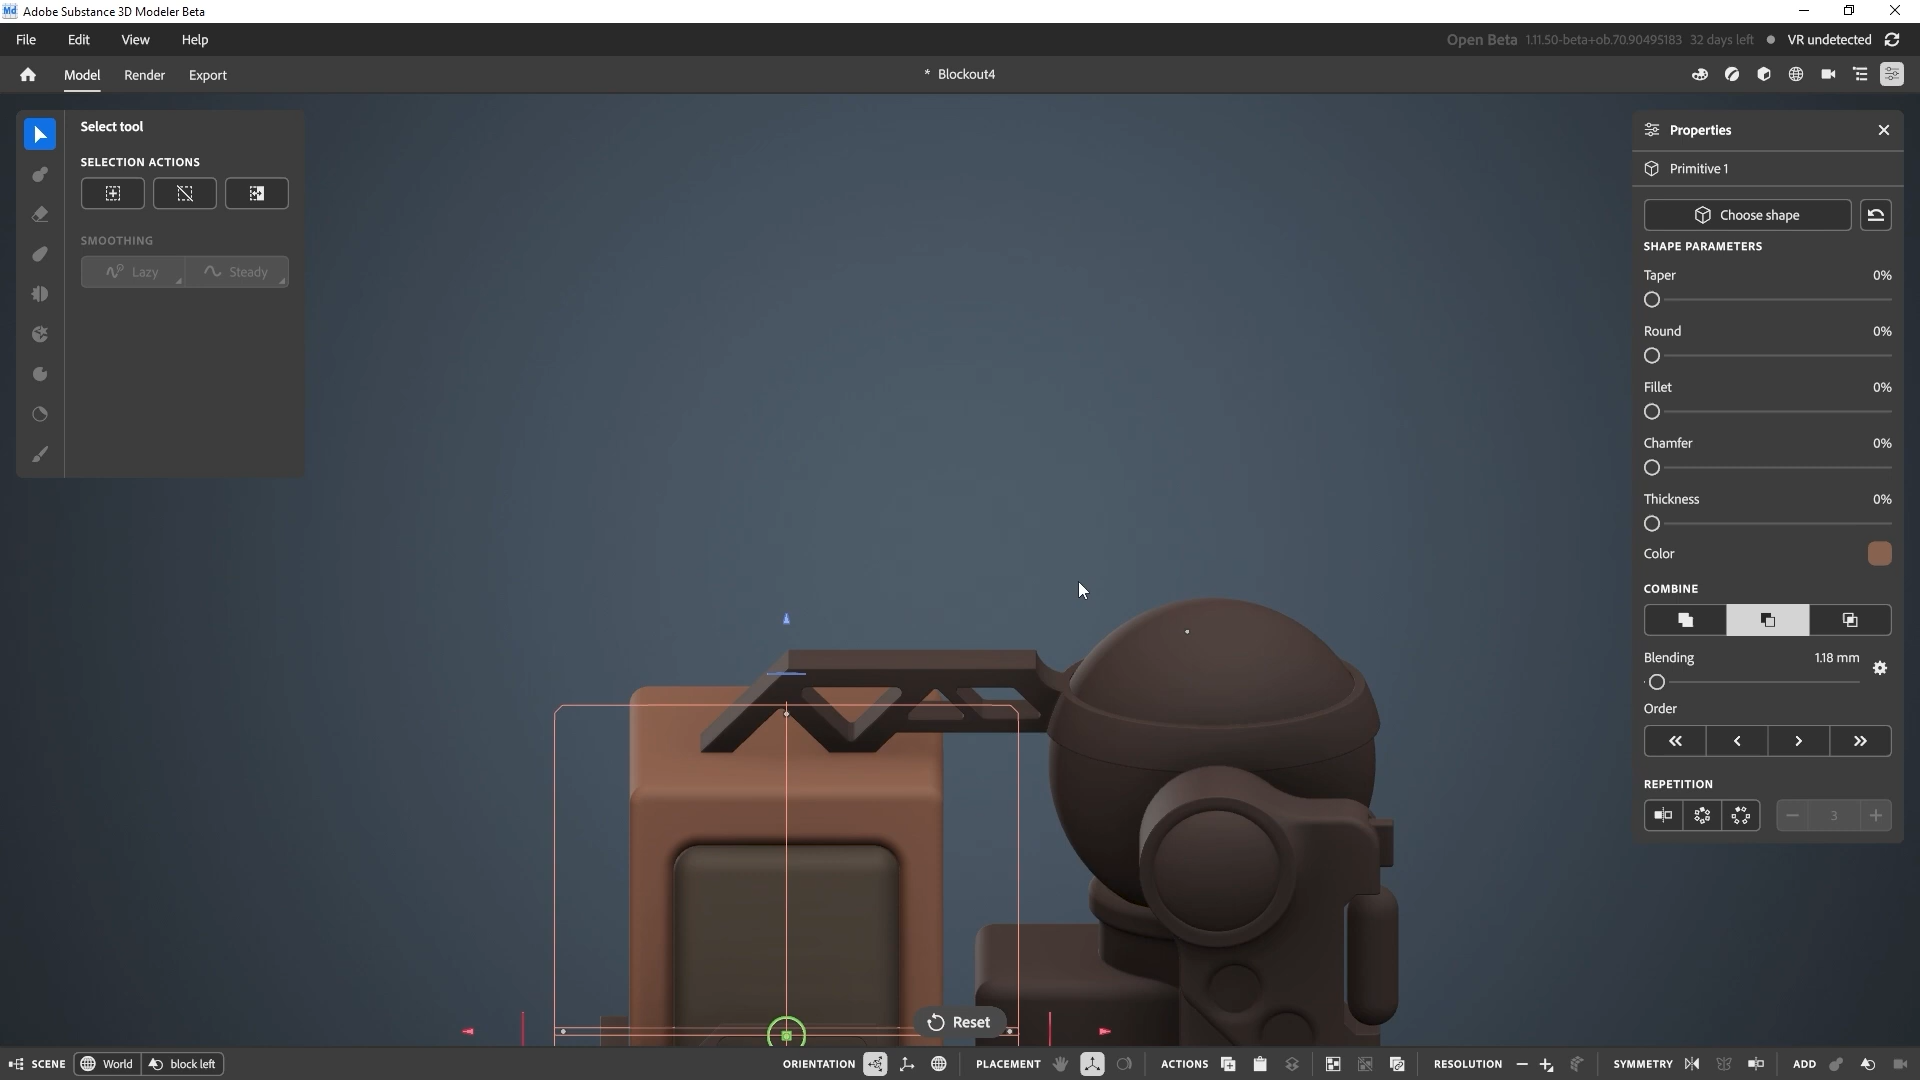 Md Adobe Substance 3D Modeler Beta
File Edit View Help
Open Beta 1.11.50-beta+ob.70.90495183 32 days left VR undetected
Model Render Export
* Blockout4
Select tool
SELECTION ACTIONS
SMOOTHING
Lazy Steady
Properties
Primitive 1
Choose shape
SHAPE PARAMETERS
Taper 0%
Round 0%
Fillet 0%
Chamfer 0%
Thickness 0%
Color
COMBINE
Blending 1.18 mm
Order
REPETITION
3
Reset
SCENE World block left ORIENTATION PLACEMENT ACTIONS RESOLUTION SYMMETRY ADD